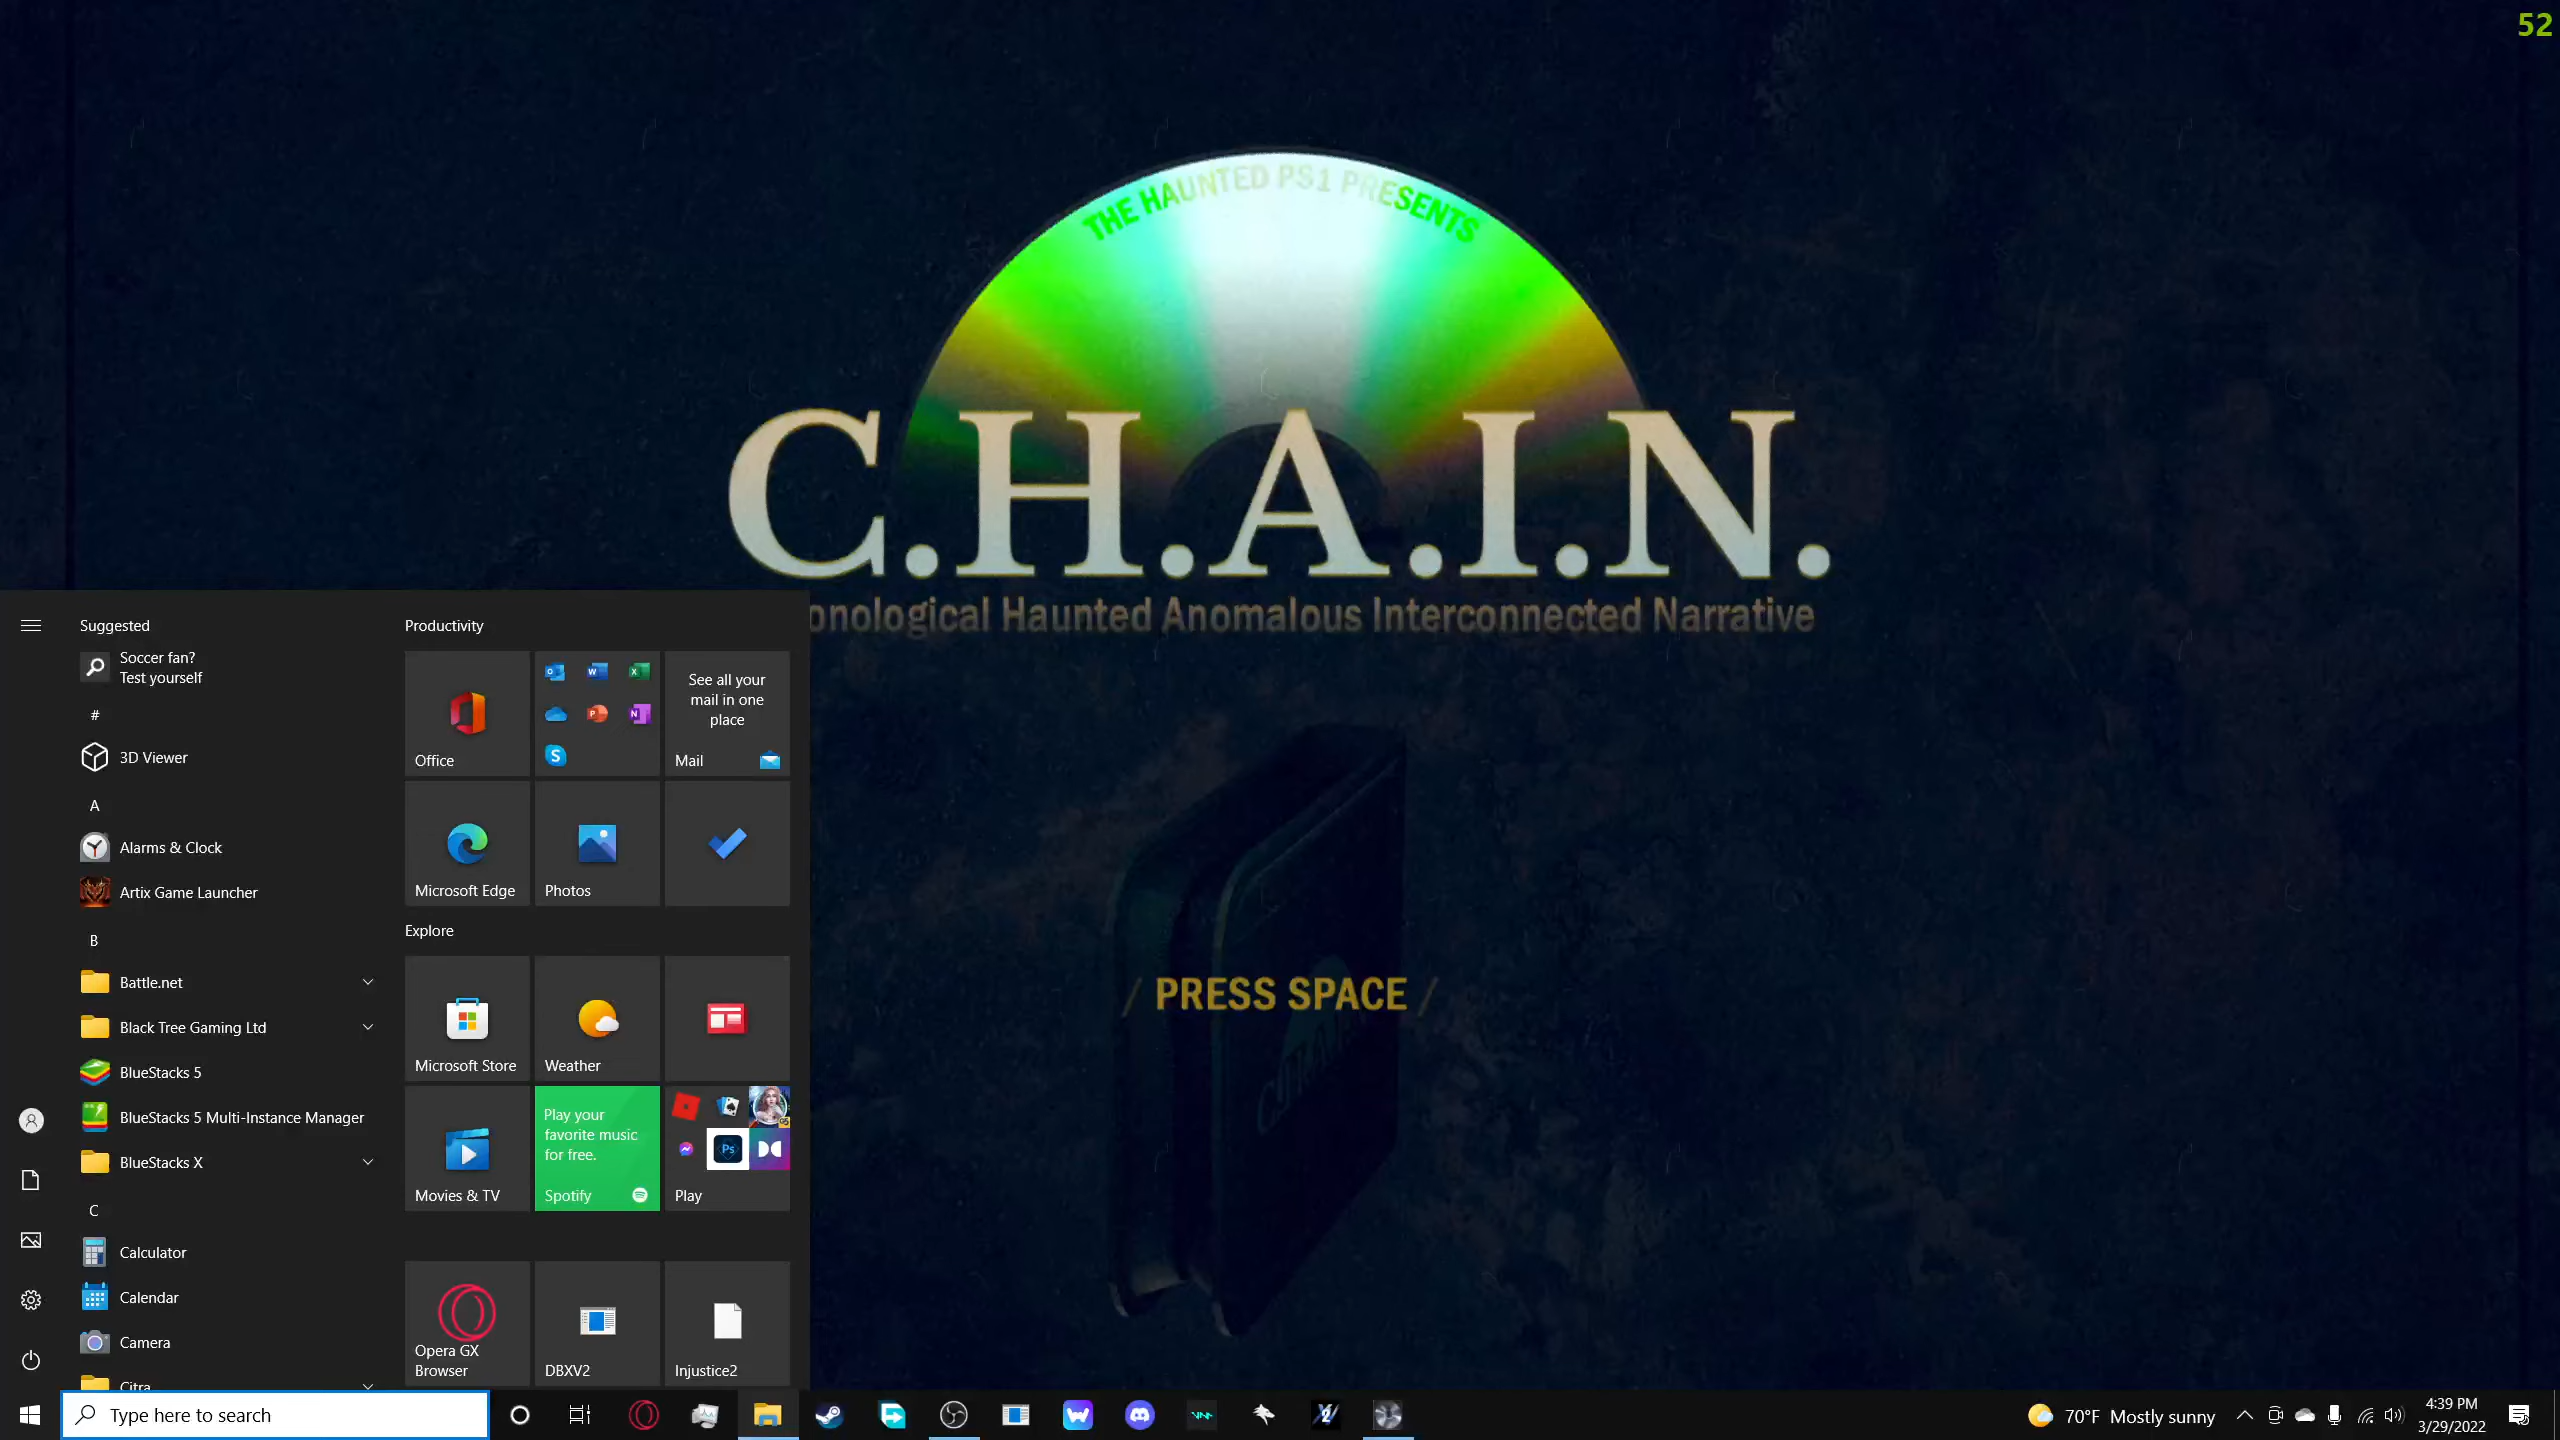 52
THE HAUNTED PS1 PRESENTS
C.H.A.I.N.
onological Haunted Anomalous Interconnected Narrative
/ PRESS SPACE /
Suggested
Soccer fan?
Test yourself
#
3D Viewer
A
Alarms & Clock
Artix Game Launcher
B
Battle.net
Black Tree Gaming Ltd
BlueStacks 5
BlueStacks 5 Multi-Instance Manager
BlueStacks X
C
Calculator
Calendar
Camera
Citra
Productivity
Office
See all your
mail in one
place
Mail
Microsoft Edge
Photos
Explore
Microsoft Store
Weather
Movies & TV
Play your
favorite music
for free.
Spotify
Ps
Play
Opera GX
Browser
DBXV2
Injustice2
Type here to search
70°F Mostly sunny
4:39 PM
3/29/2022